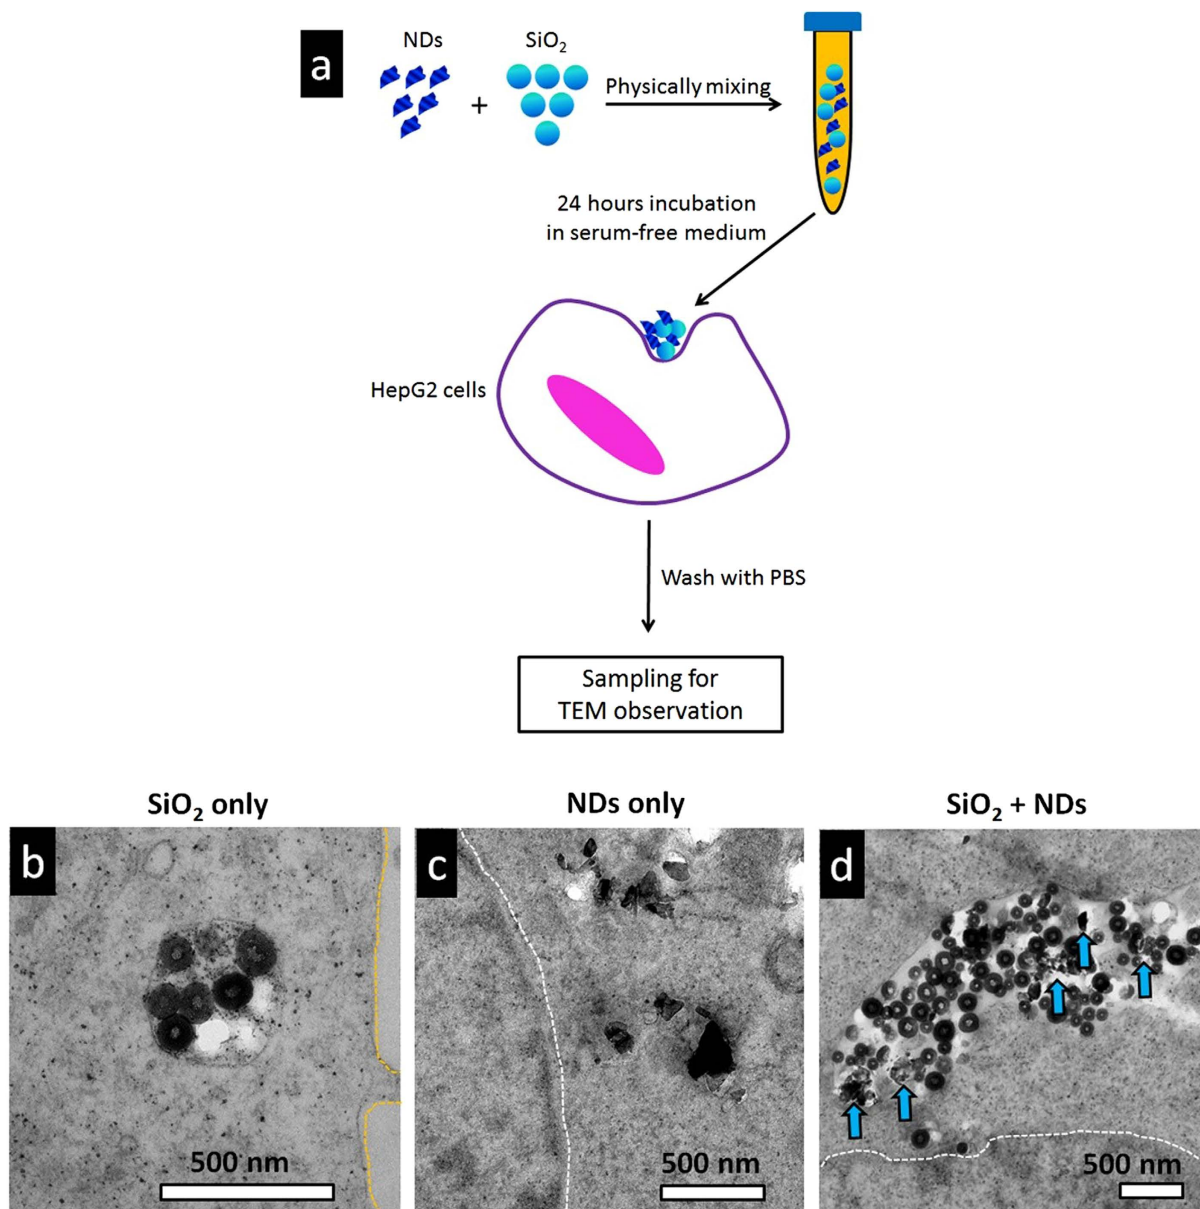 a
NDs
SiO₂
+
Physically mixing
24 hours incubation
in serum-free medium
HepG2 cells
Wash with PBS
Sampling for
TEM observation
SiO₂ only
NDs only
SiO₂ + NDs
b
c
d
500 nm
500 nm
500 nm